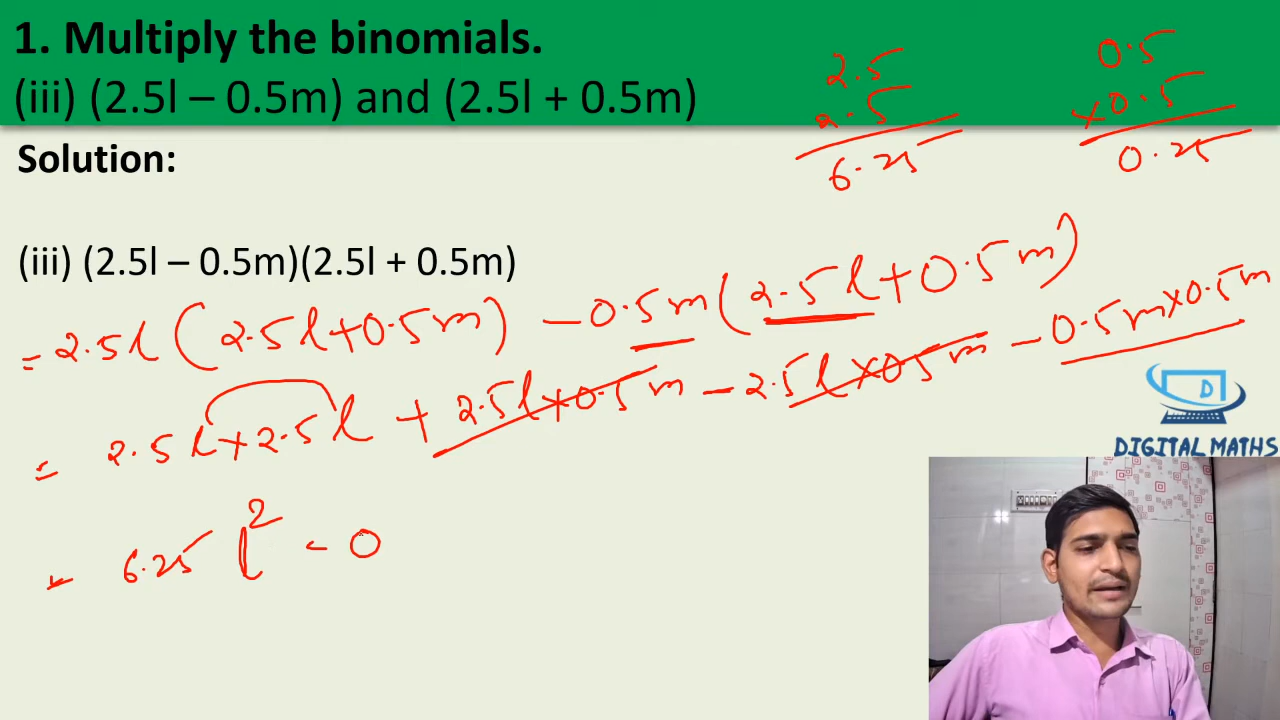 1. Multiply the binomials.
(iii) (2.5l – 0.5m) and (2.5l + 0.5m)
2.5
2.5
6.25
0.5
×0.5
0.25
Solution:
(iii) (2.5l – 0.5m)(2.5l + 0.5m)
= 2.5l (2.5l+0.5m) – 0.5m (2.5l+0.5m)
= 2.5l×2.5l + 2.5l×0.5m – 2.5l×0.5m – 0.5m×0.5m
= 6.25 l² - 0
D
DIGITAL MATHS